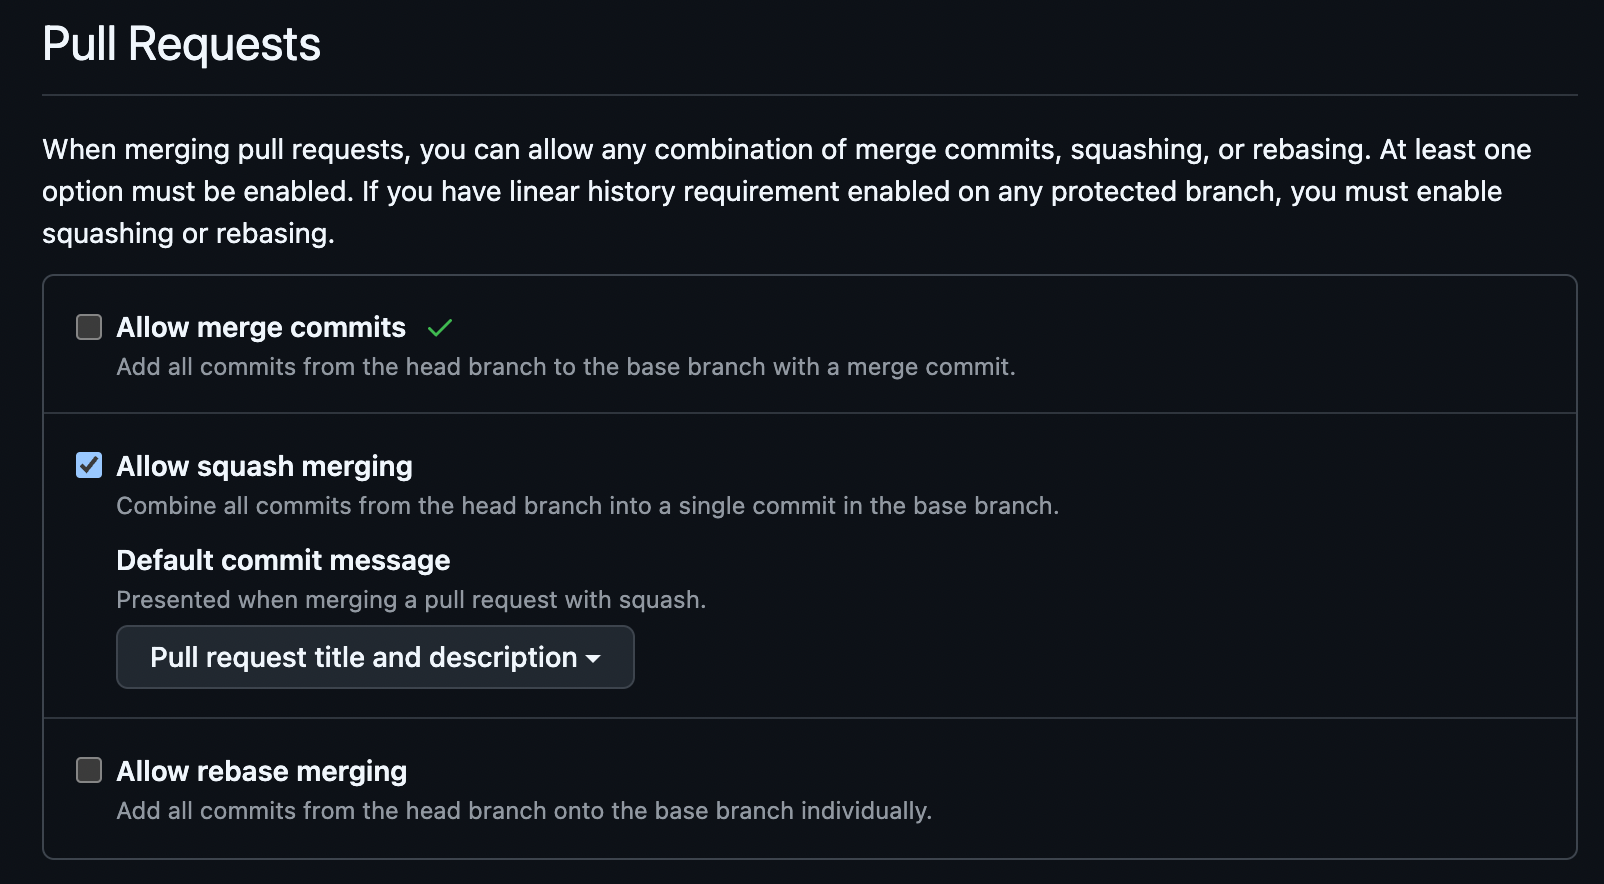 Pull Requests
When merging pull requests, you can allow any combination of merge commits, squashing, or rebasing. At least one
option must be enabled. If you have linear history requirement enabled on any protected branch, you must enable
squashing or rebasing.
Allow merge commits
Add all commits from the head branch to the base branch with a merge commit.
Allow squash merging
Combine all commits from the head branch into a single commit in the base branch.
Default commit message
Presented when merging a pull request with squash.
Pull request title and description
Allow rebase merging
Add all commits from the head branch onto the base branch individually.